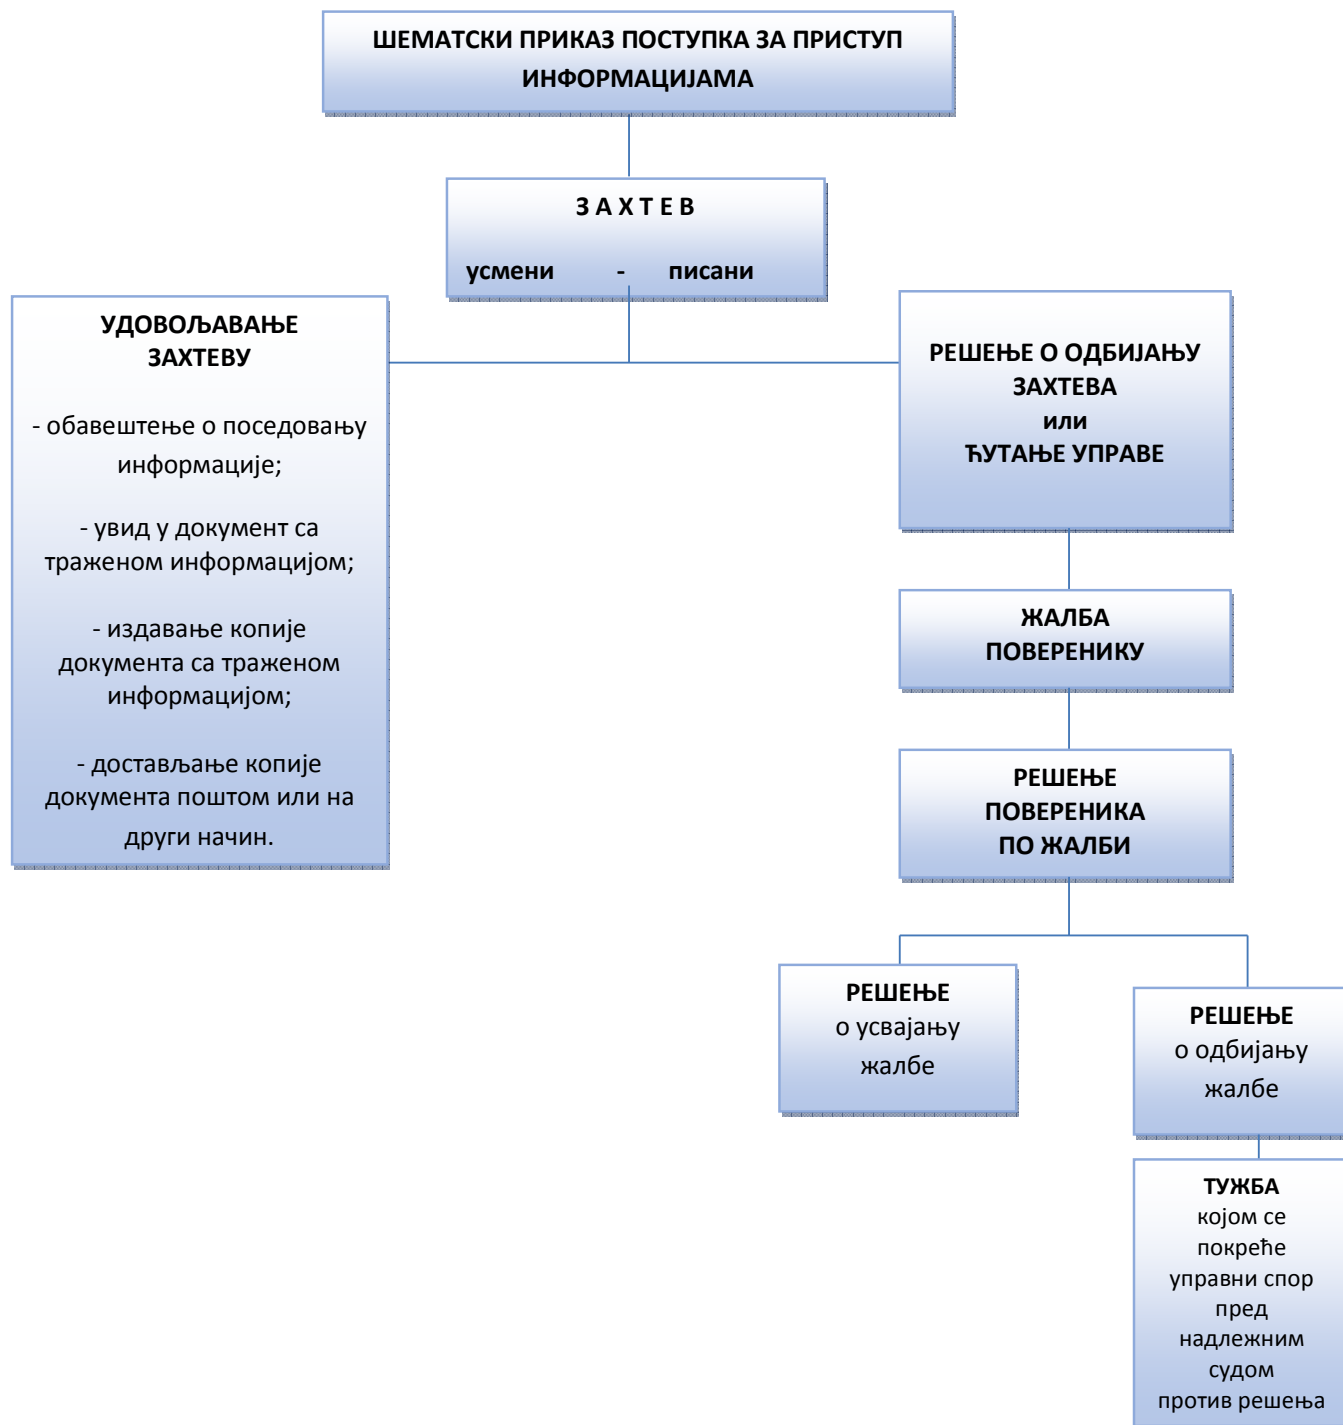 ШЕМАТСКИ ПРИКАЗ ПОСТУПКА ЗА ПРИСТУП
ИНФОРМАЦИЈАМА
З А Х Т Е В
усмени - писани
УДОВОЉАВАЊЕ
ЗАХТЕВУ
- обавештење о поседовању
информације;
- увид у документ са
траженом информацијом;
- издавање копије
документа са траженом
информацијом;
- достављање копије
документа поштом или на
други начин.
РЕШЕЊЕ О ОДБИЈАЊУ
ЗАХТЕВА
или
ЋУТАЊЕ УПРАВЕ
ЖАЛБА
ПОВЕРЕНИКУ
РЕШЕЊЕ
ПОВЕРЕНИКА
ПО ЖАЛБИ
РЕШЕЊЕ
о усвајању
жалбе
РЕШЕЊЕ
о одбијању
жалбе
ТУЖБА
којом се
покреће
управни спор
пред
надлежним
судом
против решења